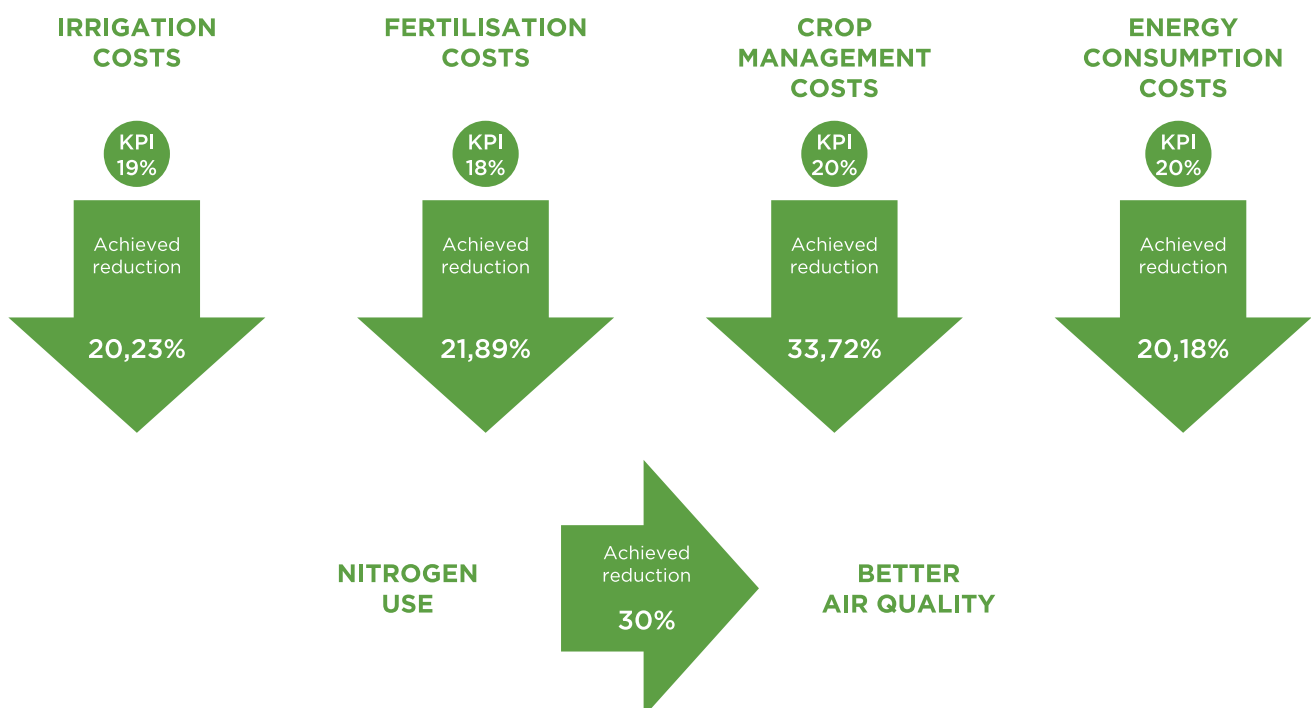 IRRIGATION
COSTS
KPI
19%
Achieved
reduction
20,23%
FERTILISATION
COSTS
KPI
18%
Achieved
reduction
21,89%
CROP
MANAGEMENT
COSTS
KPI
20%
Achieved
reduction
33,72%
ENERGY
CONSUMPTION
COSTS
KPI
20%
Achieved
reduction
20,18%
NITROGEN
USE
Achieved
reduction
30%
BETTER
AIR QUALITY